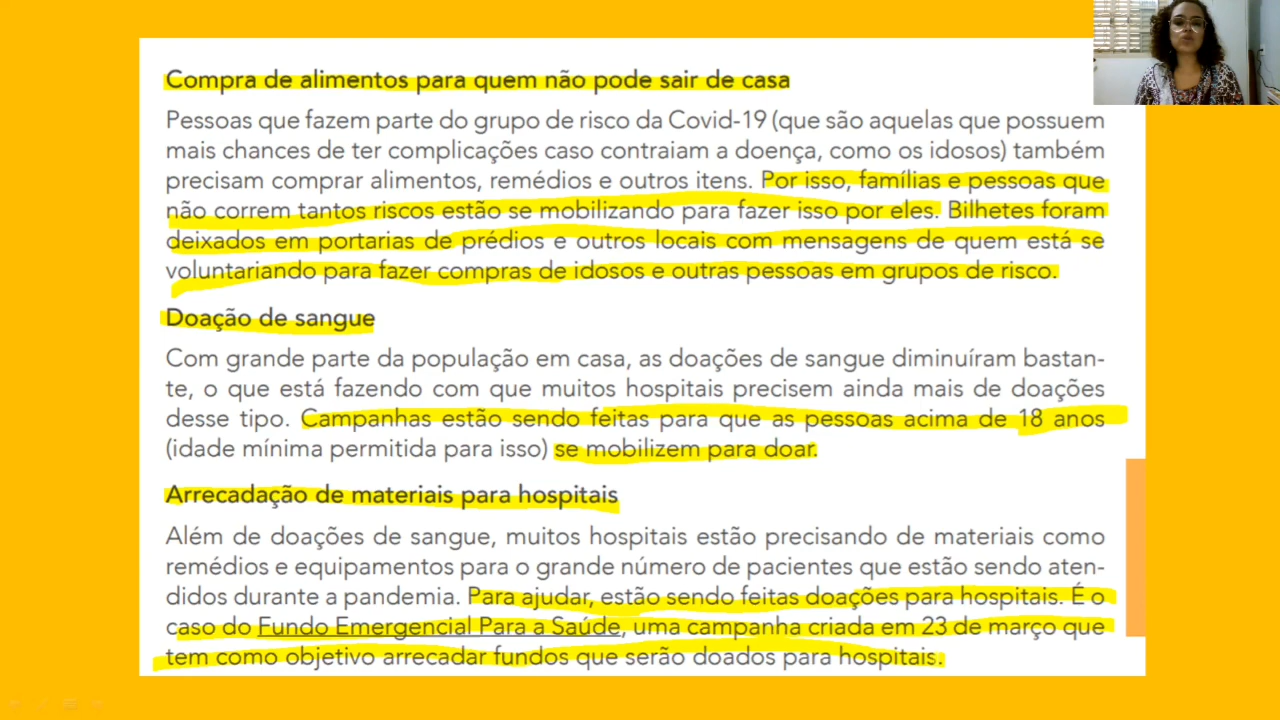 Compra de alimentos para quem não pode sair de casa
Pessoas que fazem parte do grupo de risco da Covid-19 (que são aquelas que possuem
mais chances de ter complicações caso contraiam a doença, como os idosos) também
precisam comprar alimentos, remédios e outros itens. Por isso, famílias e pessoas que
não correm tantos riscos estão se mobilizando para fazer isso por eles. Bilhetes foram
deixados em portarias de prédios e outros locais com mensagens de quem está se
voluntariando para fazer compras de idosos e outras pessoas em grupos de risco.
Doação de sangue
Com grande parte da população em casa, as doações de sangue diminuíram bastan-
te, o que está fazendo com que muitos hospitais precisem ainda mais de doações
desse tipo. Campanhas estão sendo feitas para que as pessoas acima de 18 anos
(idade mínima permitida para isso) se mobilizem para doar.
Arrecadação de materiais para hospitais
Além de doações de sangue, muitos hospitais estão precisando de materiais como
remédios e equipamentos para o grande número de pacientes que estão sendo aten-
didos durante a pandemia. Para ajudar, estão sendo feitas doações para hospitais. É o
caso do Fundo Emergencial Para a Saúde, uma campanha criada em 23 de março que
tem como objetivo arrecadar fundos que serão doados para hospitais.